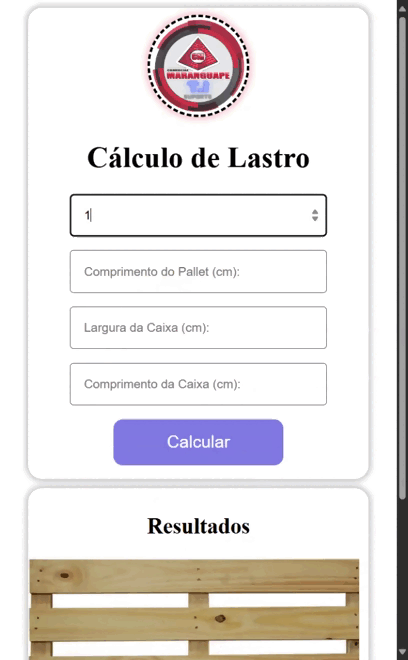 MARANGUAPE
Cálculo de Lastro
1
Comprimento do Pallet (cm):
Largura da Caixa (cm):
Comprimento da Caixa (cm):
Calcular
Resultados